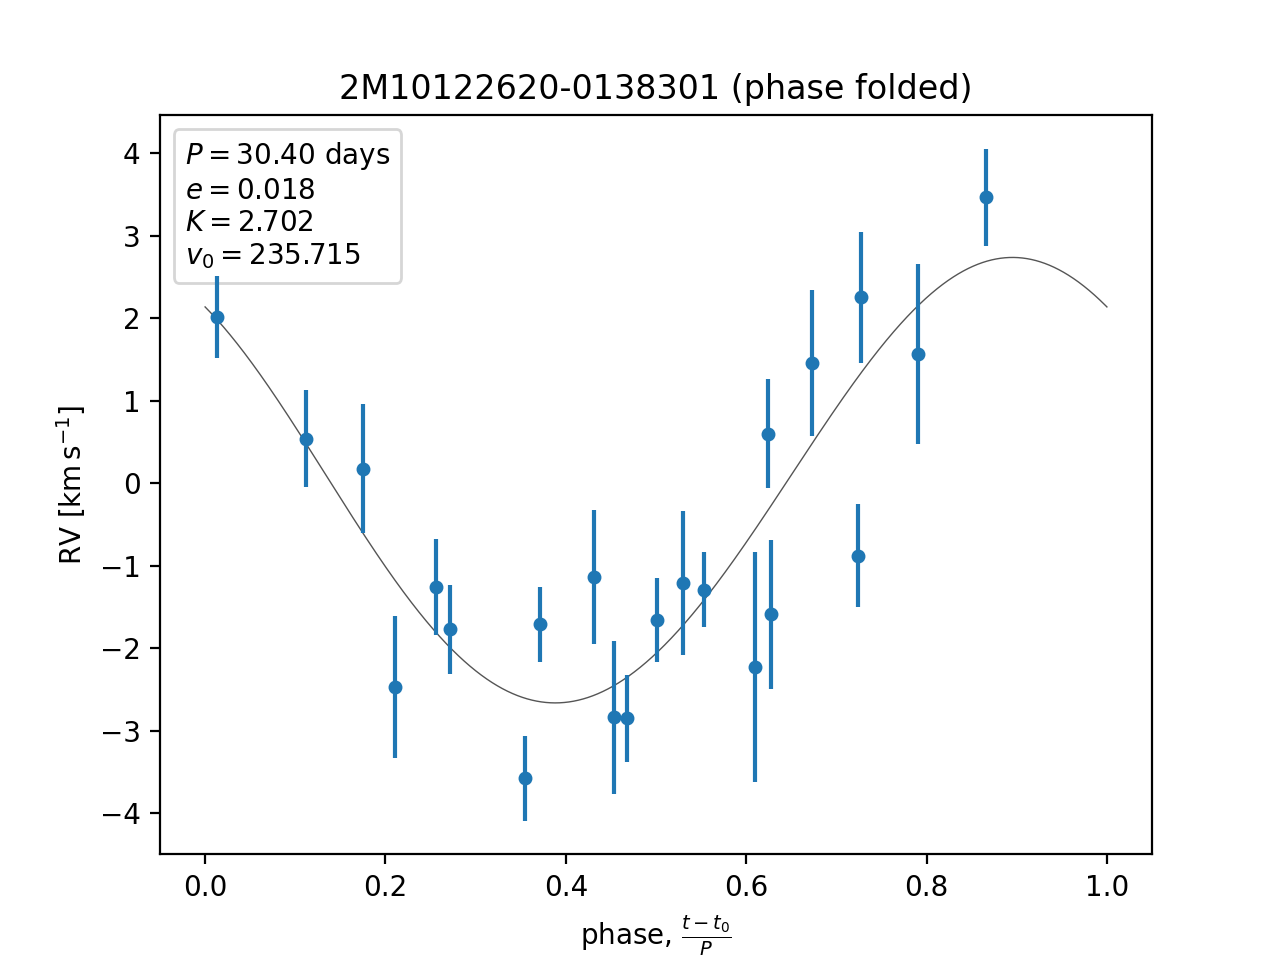 2M10122620-0138301 (phase folded)
P = 30.40 days
e = 0.018
K = 2.702
v₀ = 235.715
4
3
2
1
0
−1
−2
−3
−4
RV [km s⁻¹]
0.0 0.2 0.4 0.6 0.8 1.0
phase, (t − t₀)/P